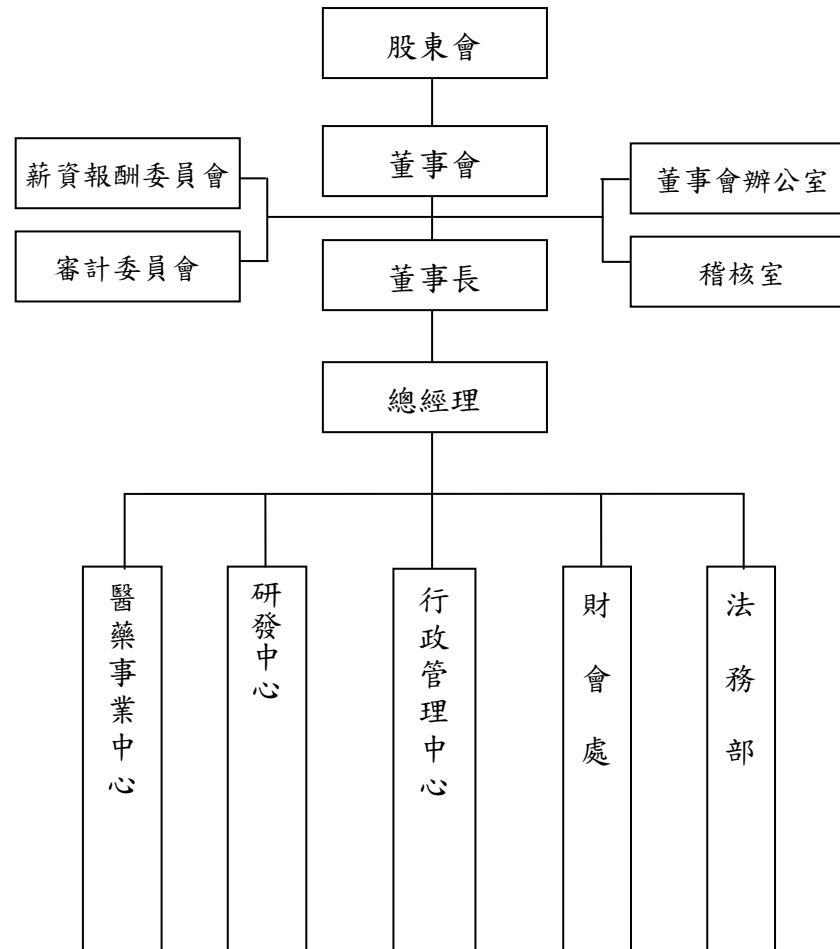 股東會
董事會
薪資報酬委員會
董事會辦公室
審計委員會
稽核室
董事長
總經理
醫藥事業中心
研發中心
行政管理中心
財會處
法務部